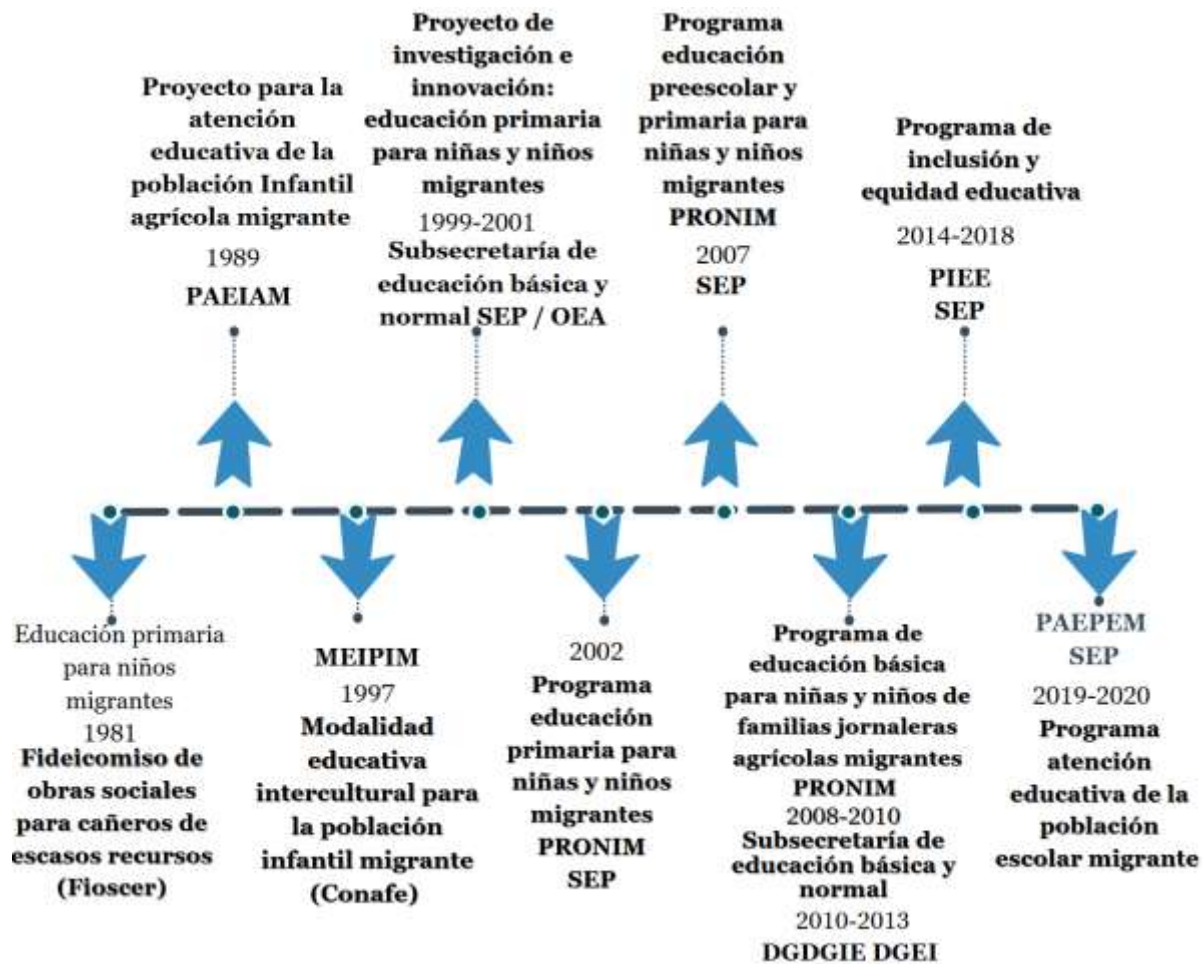 Proyecto para la
atención
educativa de la
población Infantil
agrícola migrante
1989
PAEIAM
Proyecto de
investigación e
innovación:
educación primaria
para niñas y niños
migrantes
1999-2001
Subsecretaría de
educación básica y
normal SEP / OEA
Programa
educación
preescolar y
primaria para
niñas y niños
migrantes
PRONIM
2007
SEP
Programa de
inclusión y
equidad educativa
2014-2018
PIEE
SEP
Educación primaria
para niños
migrantes
1981
Fideicomiso de
obras sociales
para cañeros de
escasos recursos
(Fioscer)
MEIPIM
1997
Modalidad
educativa
intercultural para
la población
infantil migrante
(Conafe)
2002
Programa
educación
primaria para
niñas y niños
migrantes
PRONIM
SEP
Programa de
educación básica
para niñas y niños de
familias jornaleras
agrícolas migrantes
PRONIM
2008-2010
Subsecretaría de
educación básica y
normal
2010-2013
DGDGIE DGEI
PAEPEM
SEP
2019-2020
Programa
atención
educativa de la
población
escolar migrante